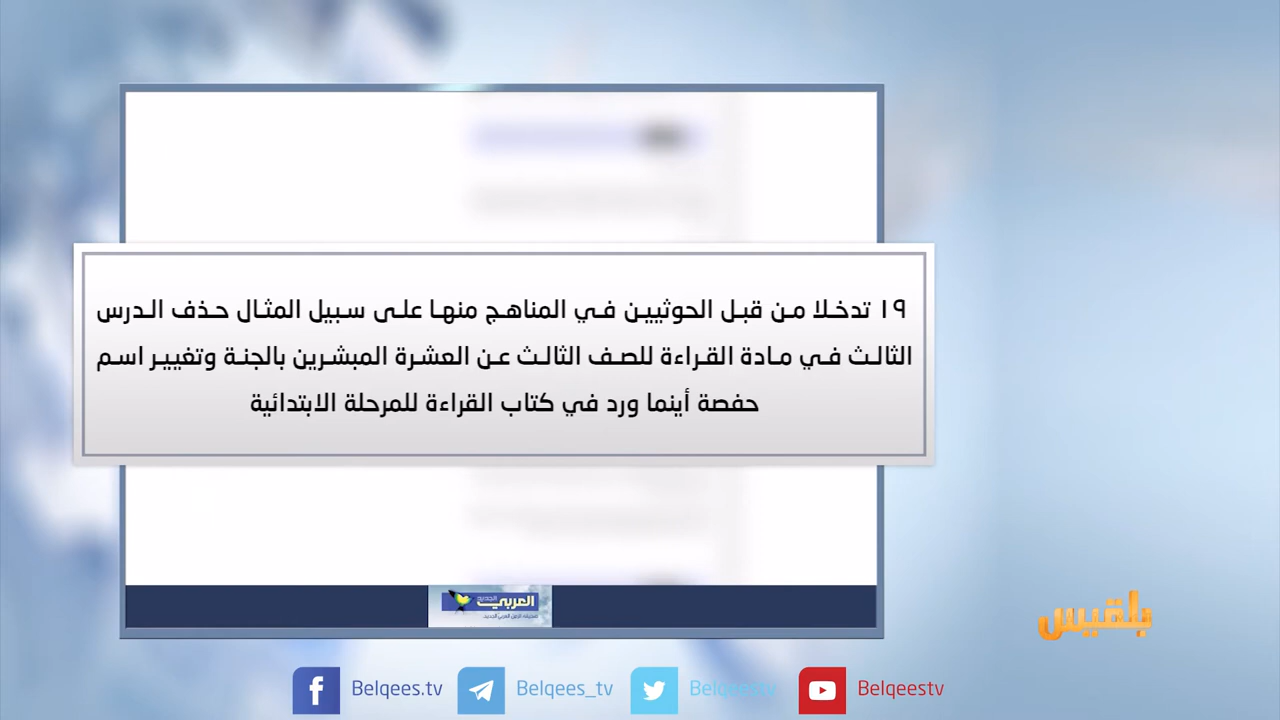 ١٩ تدخلا من قبل الحوثيين في المناهج منها على سبيل المثال حذف الدرس
الثالث في مادة القراءة للصف الثالث عن العشرة المبشرين بالجنة وتغيير اسم
حفصة أينما ورد في كتاب القراءة للمرحلة الابتدائية
العربي الجديد
بلقيس
Belqees.tv
Belqees_tv
Belqeestv
Belqeestv